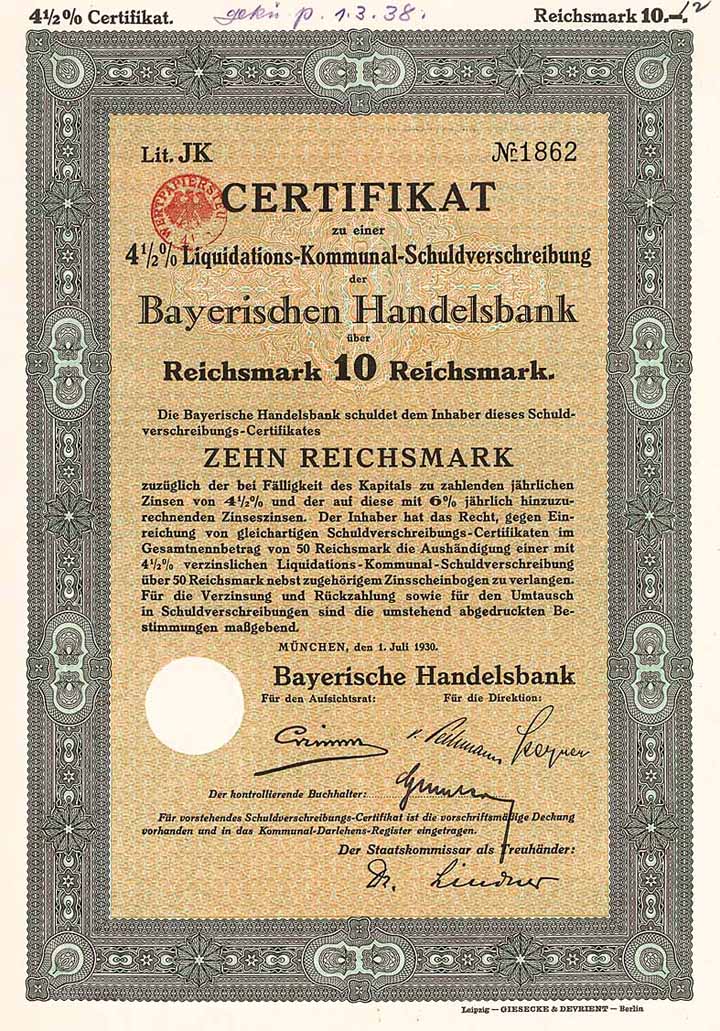 4½% Certifikat. gekü p. 1.3.38. Reichsmark 10.—.
Lit. JK № 1862
WERTPAPIERSTEU
CERTIFIKAT
zu einer
4½% Liquidations-Kommunal-Schuldverschreibung
der
Bayerischen Handelsbank
über
Reichsmark 10 Reichsmark.
Die Bayerische Handelsbank schuldet dem Inhaber dieses Schuld-
verschreibungs-Certifikates
ZEHN REICHSMARK
zuzüglich der bei Fälligkeit des Kapitals zu zahlenden jährlichen
Zinsen von 4½% und der auf diese mit 6% jährlich hinzuzu-
rechnenden Zinseszinsen. Der Inhaber hat das Recht, gegen Ein-
reichung von gleichartigen Schuldverschreibungs-Certifikaten im
Gesamtnennbetrag von 50 Reichsmark die Aushändigung einer mit
4½% verzinslichen Liquidations-Kommunal-Schuldverschreibung
über 50 Reichsmark nebst zugehörigem Zinsscheinbogen zu verlangen.
Für die Verzinsung und Rückzahlung sowie für den Umtausch
in Schuldverschreibungen sind die umstehend abgedruckten Be-
stimmungen maßgebend.
MÜNCHEN, den 1. Juli 1930.
Bayerische Handelsbank
Für den Aufsichtsrat: Für die Direktion:
v. Pechmann
Der kontrollierende Buchhalter:
Für vorstehendes Schuldverschreibungs-Certifikat ist die vorschriftsmäßige Deckung
vorhanden und in das Kommunal-Darlehens-Register eingetragen.
Der Staatskommissar als Treuhänder:
Dr. Lindner
Leipzig — GIESECKE & DEVRIENT — Berlin